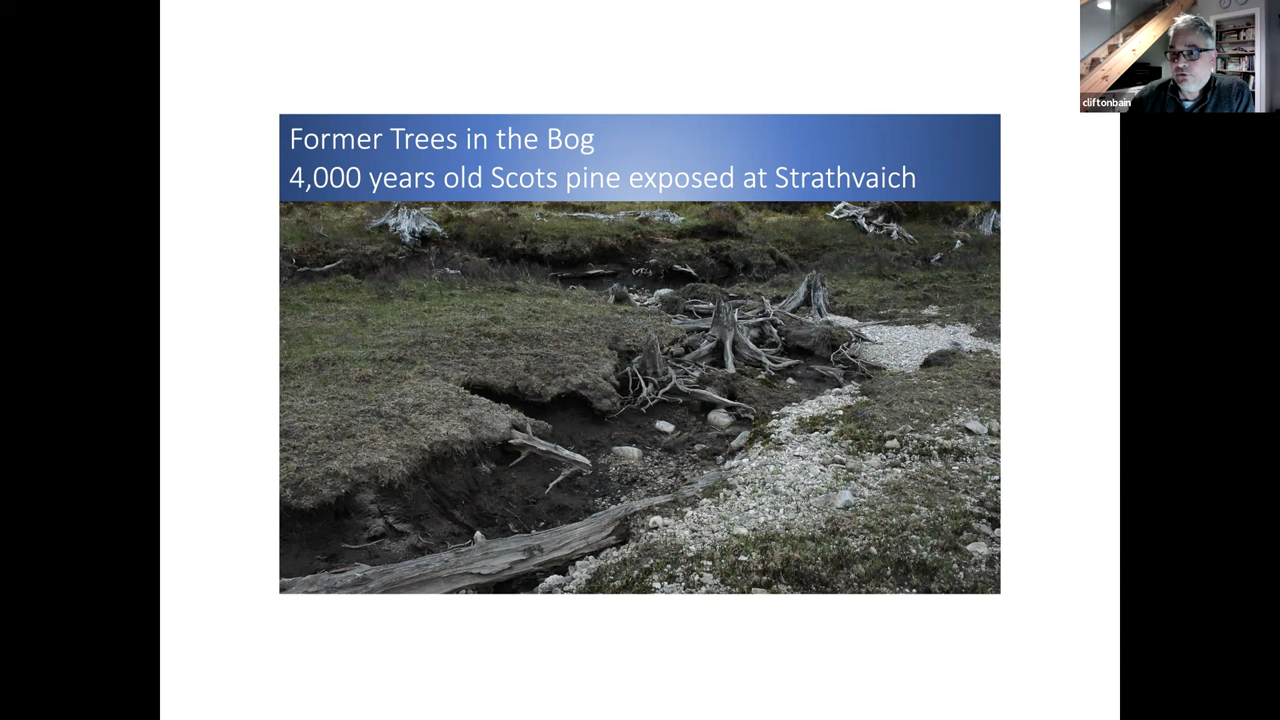 Former Trees in the Bog
4,000 years old Scots pine exposed at Strathvaich
cliftonbain